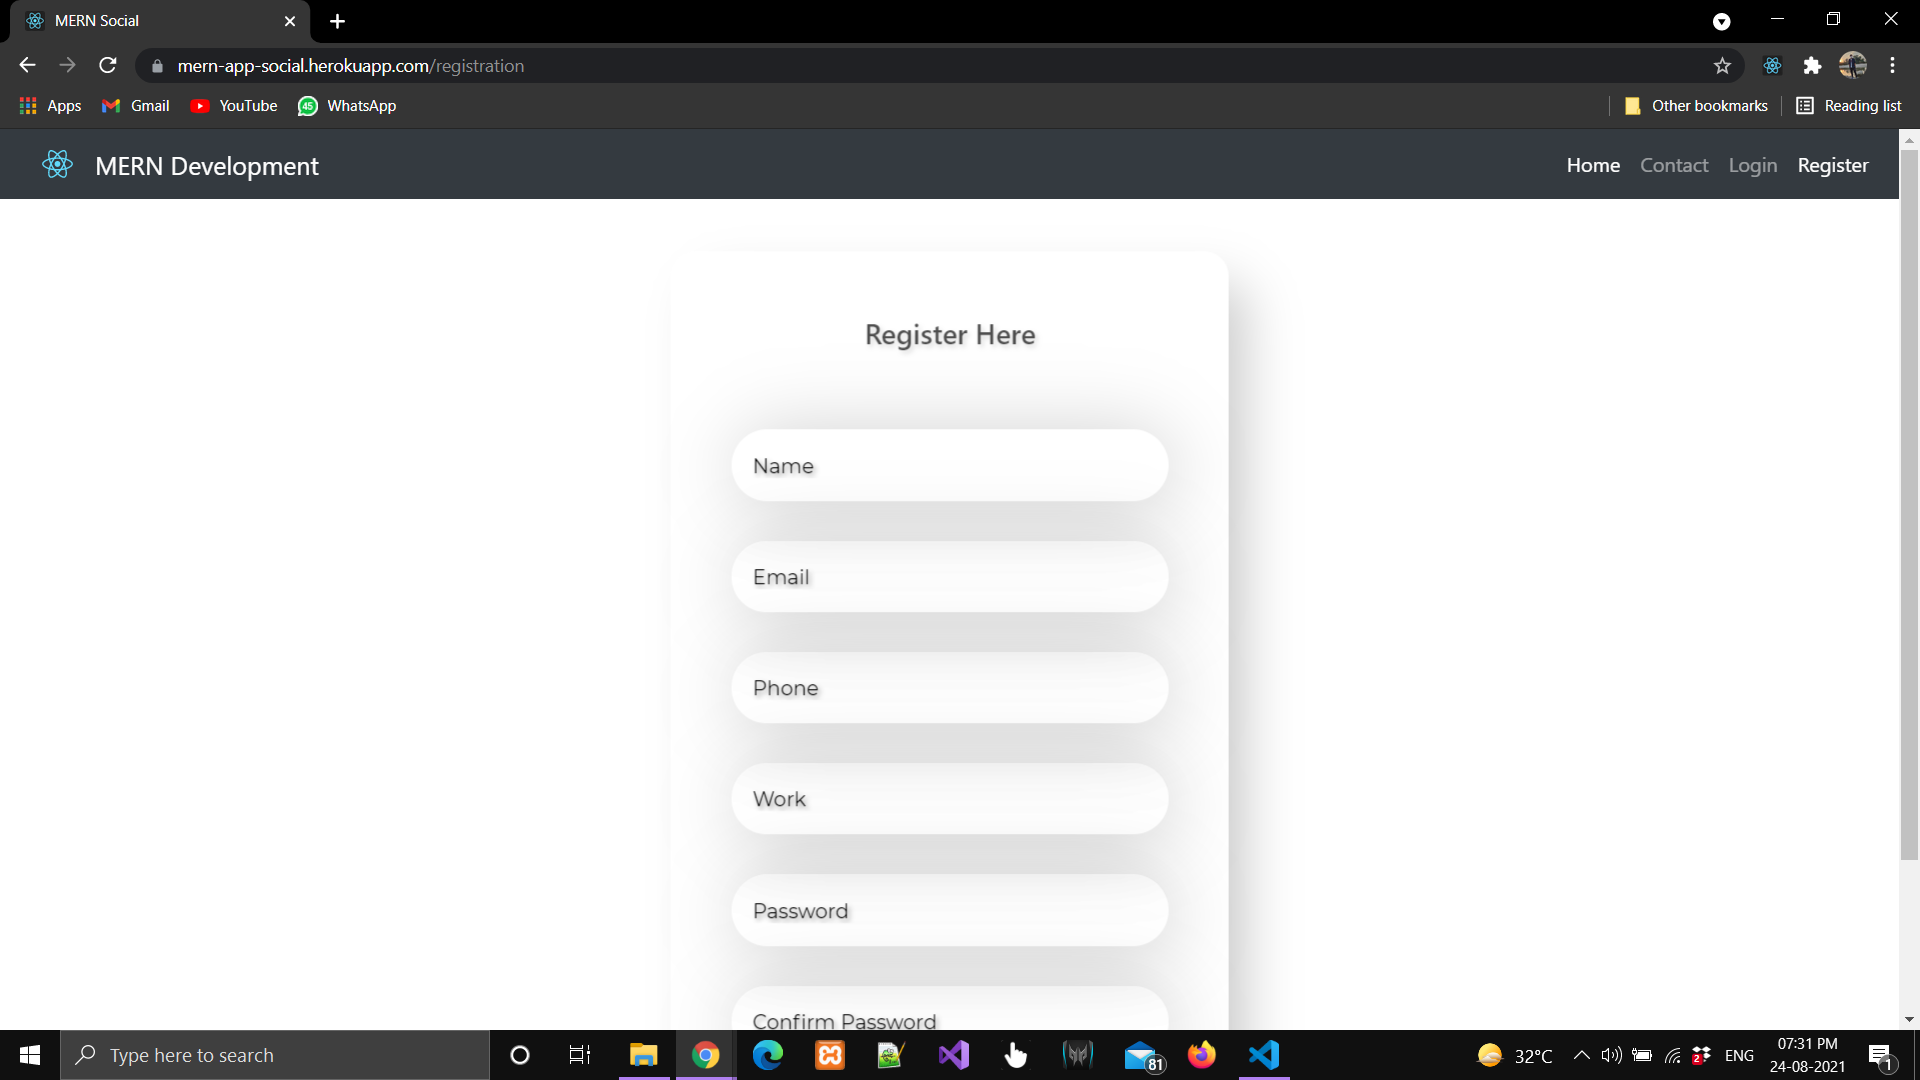 MERN Social
mern-app-social.herokuapp.com/registration
Apps Gmail YouTube 45 WhatsApp Other bookmarks Reading list
MERN Development Home Contact Login Register
Register Here
Name
Email
Phone
Work
Password
Confirm Password
Type here to search 81 32°C 2 ENG 07:31 PM
24-08-2021 1